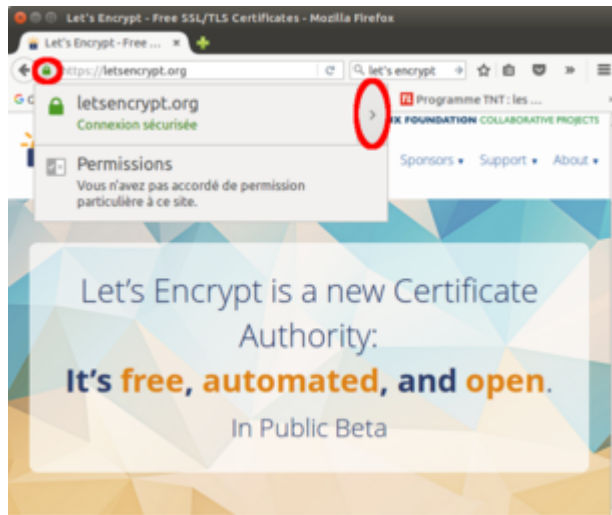 Let's Encrypt - Free SSL/TLS Certificates - Mozilla Firefox
Let's Encrypt - Free ...
https://letsencrypt.org
let's encrypt
letsencrypt.org
Connexion sécurisée
Programme TNT : les ...
UX FOUNDATION COLLABORATIVE PROJECTS
Sponsors
Support
About
Permissions
Vous n'avez pas accordé de permission
particulière à ce site.
Let's Encrypt is a new Certificate
Authority:
It's free, automated, and open.
In Public Beta